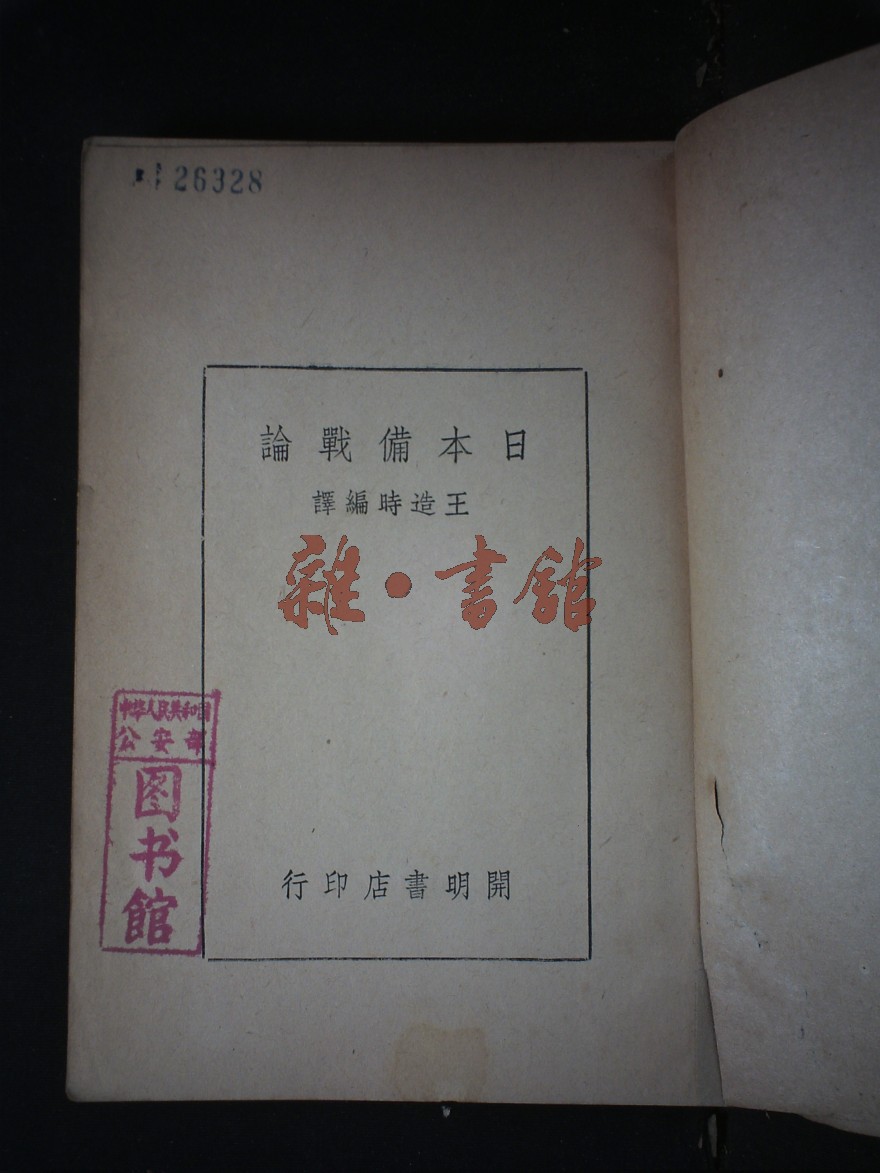 26328
日本備戰論
王造時編譯
雜·書館
中华人民共和国
公安部
图书馆
開明書店印行